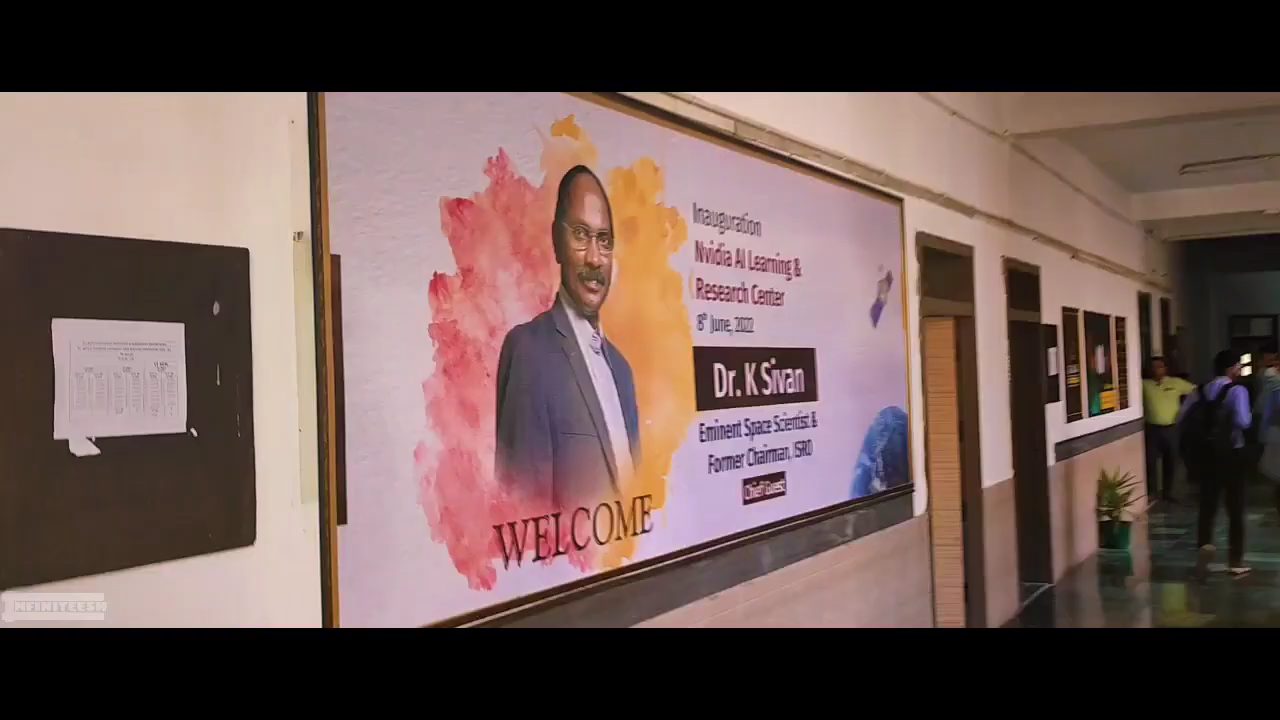 Inauguration
Nvidia AI Learning &
Research Center
8th June, 2022
Dr. K Sivan
Eminent Space Scientist &
Former Chairman, ISRO
Chief Guest
WELCOME